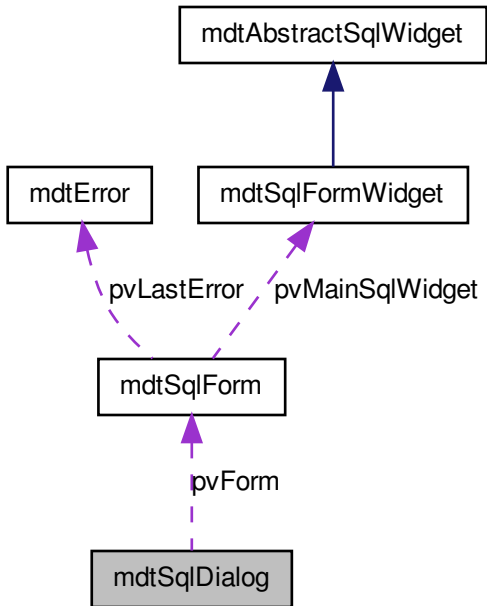 mdtAbstractSqlWidget
mdtError
mdtSqlFormWidget
pvLastError
pvMainSqlWidget
mdtSqlForm
pvForm
mdtSqlDialog